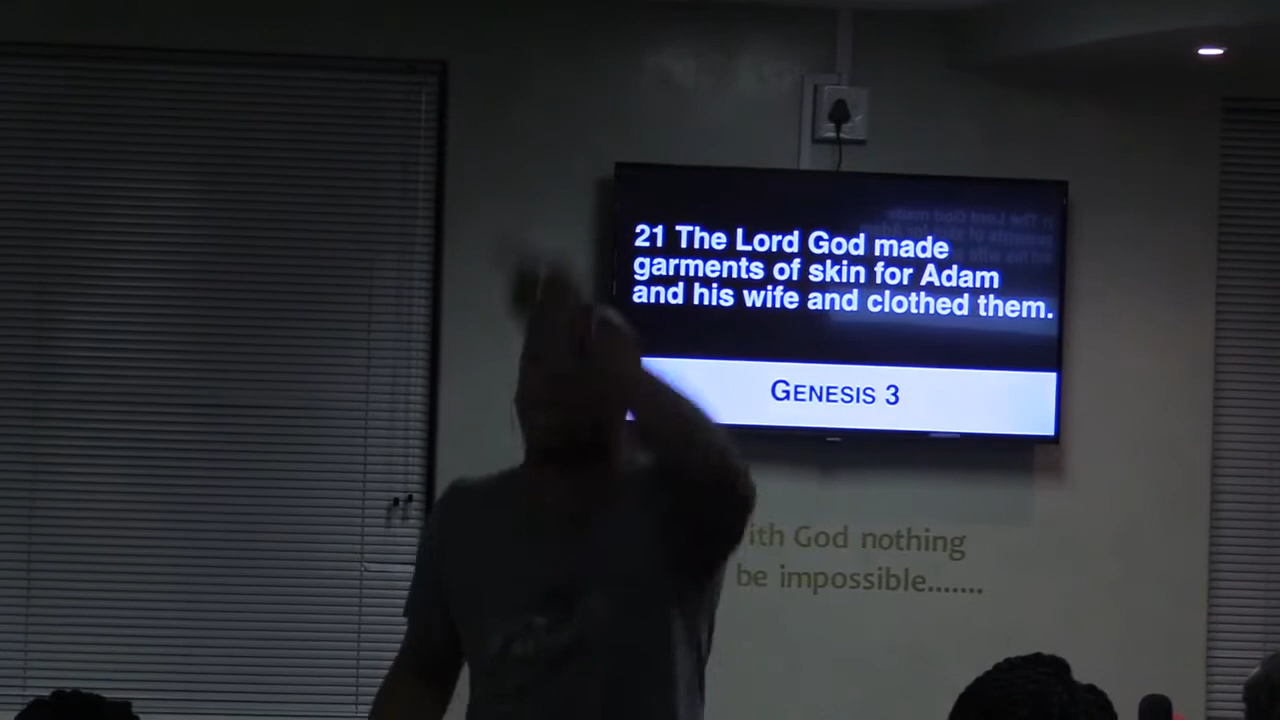 21 The Lord God made
garments of skin for Adam
and his wife and clothed them.
GENESIS 3
God nothing
be impossible.......